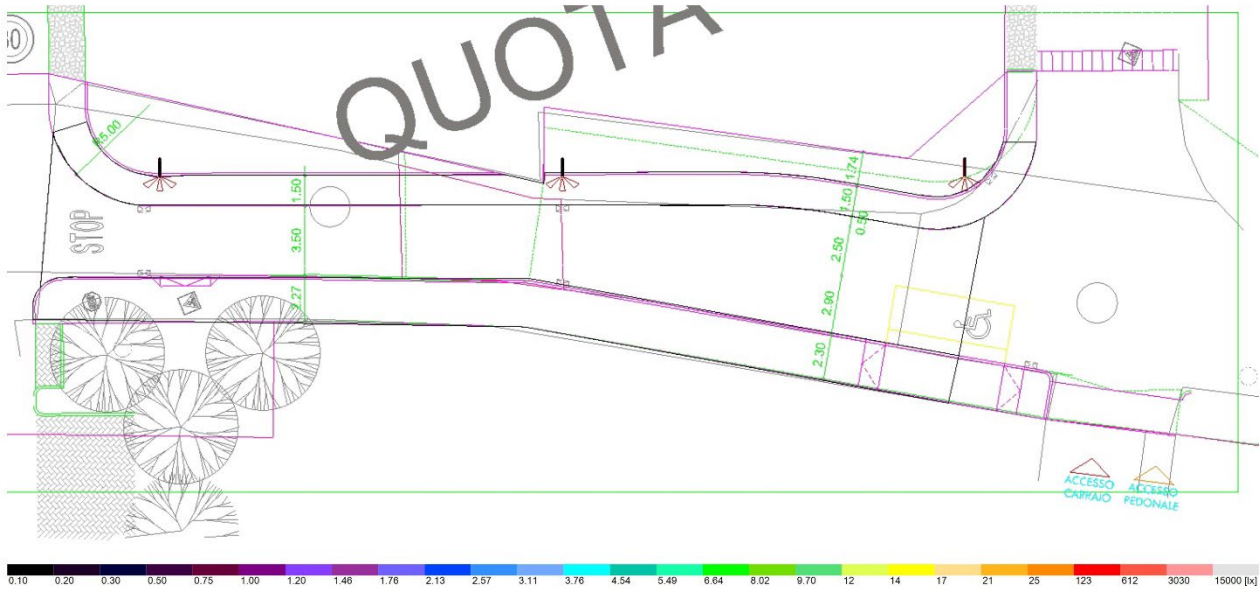 QUOTA
R5.00
STOP
1.50
3.50
1.74
1.50
0.50
2.50
2.90
2.30
ACCESSO
CARRAIO
ACCESSO
PEDONALE
0.10 0.20 0.30 0.50 0.75 1.00 1.20 1.46 1.76 2.13 2.57 3.11 3.76 4.54 5.49 6.64 8.02 9.70 12 14 17 21 25 123 612 3030 15000 [lx]